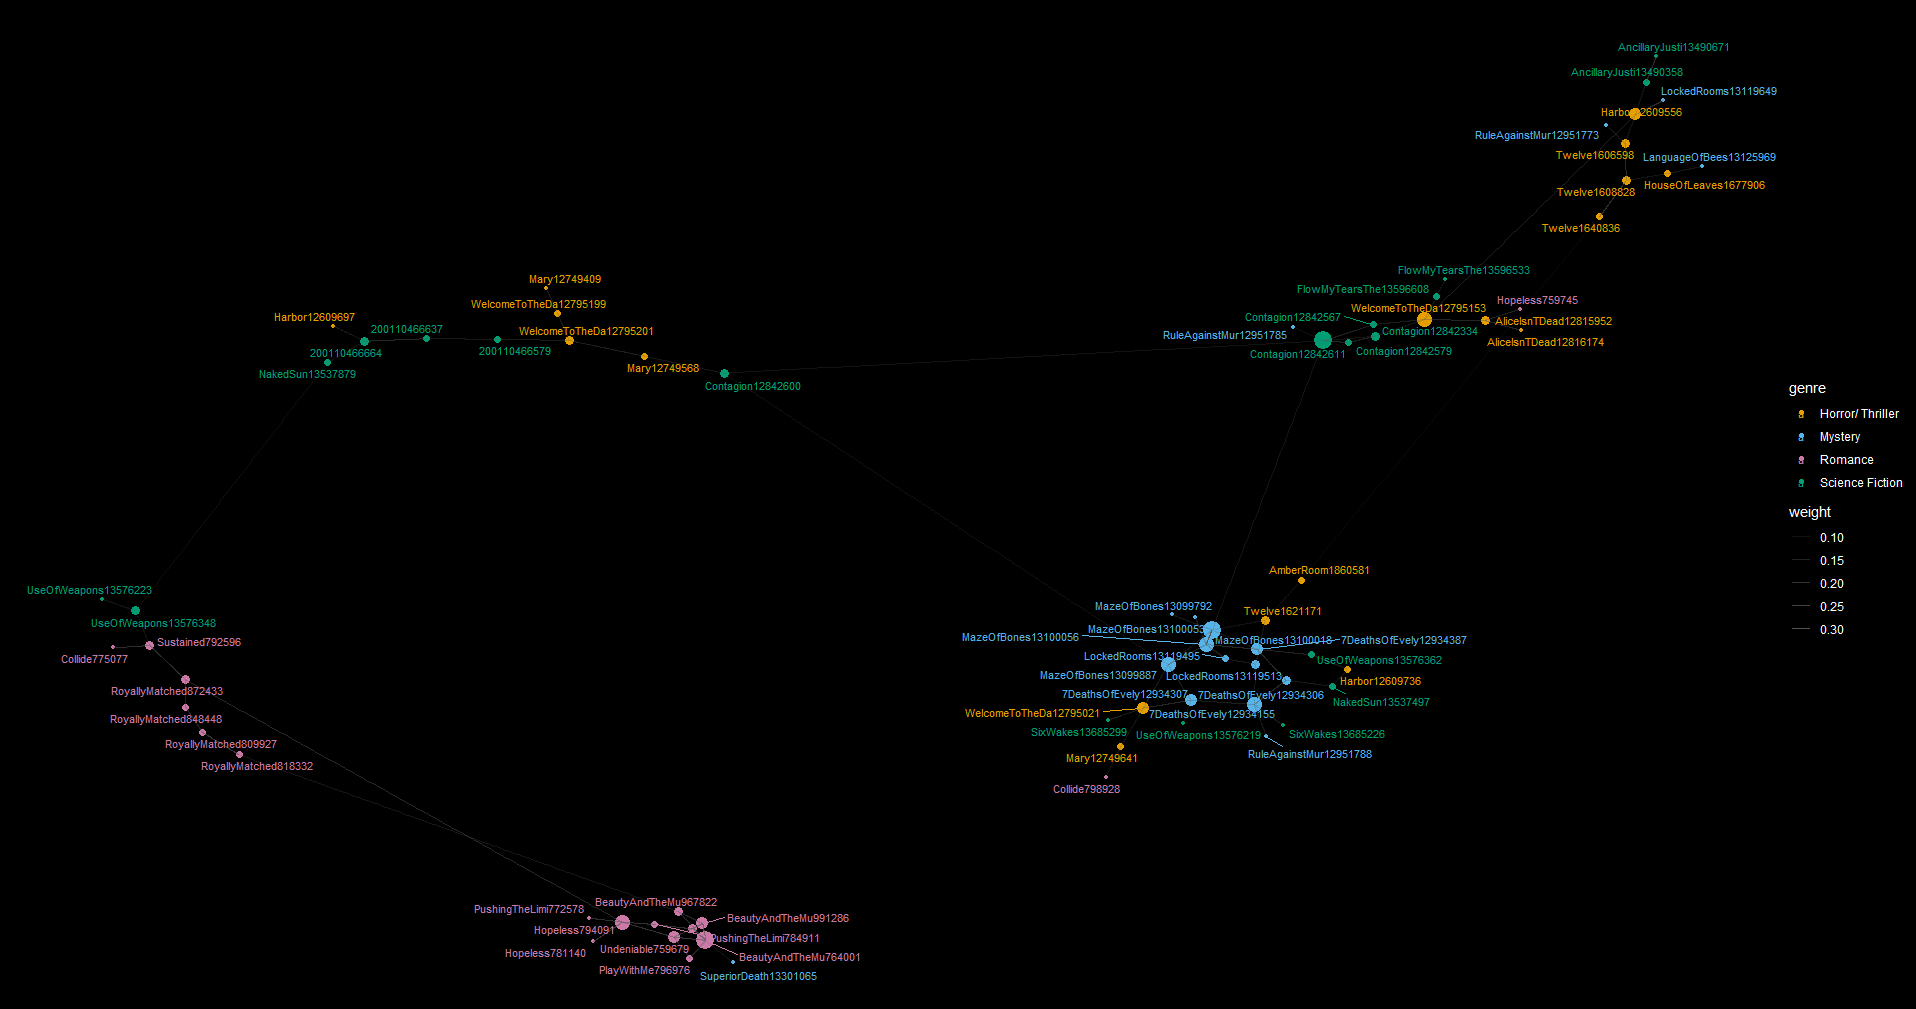 AncillaryJusti13490671
AncillaryJusti13490358
LockedRooms13119649
Harbor12609556
RuleAgainstMur12951773
Twelve1606598
LanguageOfBees13125969
HouseOfLeaves1677906
Twelve1608828
Twelve1640836
FlowMyTearsThe13596533
FlowMyTearsThe13596608
Hopeless759745
WelcomeToTheDa12795153
Contagion12842567
AliceIsnTDead12815952
Contagion12842334
RuleAgainstMur12951785
AliceIsnTDead12816174
Contagion12842579
Contagion12842611
Mary12749409
WelcomeToTheDa12795199
Harbor12609697
200110466637
WelcomeToTheDa12795201
200110466664
200110466579
Mary12749568
NakedSun13537879
Contagion12842600
genre
Horror/ Thriller
Mystery
Romance
Science Fiction
weight
0.10
0.15
0.20
0.25
0.30
AmberRoom1860581
UseOfWeapons13576223
MazeOfBones13099792
Twelve1621171
UseOfWeapons13576348
MazeOfBones13100053
MazeOfBones13100056
MazeOfBones13100018
7DeathsOfEvely12934387
Sustained792596
Collide775077
LockedRooms13119495
UseOfWeapons13576362
MazeOfBones13099887
LockedRooms13119513
Harbor12609736
RoyallyMatched872433
7DeathsOfEvely12934307
7DeathsOfEvely12934306
NakedSun13537497
WelcomeToTheDa12795021
7DeathsOfEvely12934155
RoyallyMatched848448
SixWakes13685299
UseOfWeapons13576219
SixWakes13685226
RoyallyMatched809927
RuleAgainstMur12951788
Mary12749641
RoyallyMatched818332
Collide798928
BeautyAndTheMu967822
PushingTheLimi772578
BeautyAndTheMu991286
Hopeless794091
PushingTheLimi784911
Undeniable759679
Hopeless781140
BeautyAndTheMu764001
PlayWithMe796976
SuperiorDeath13301065